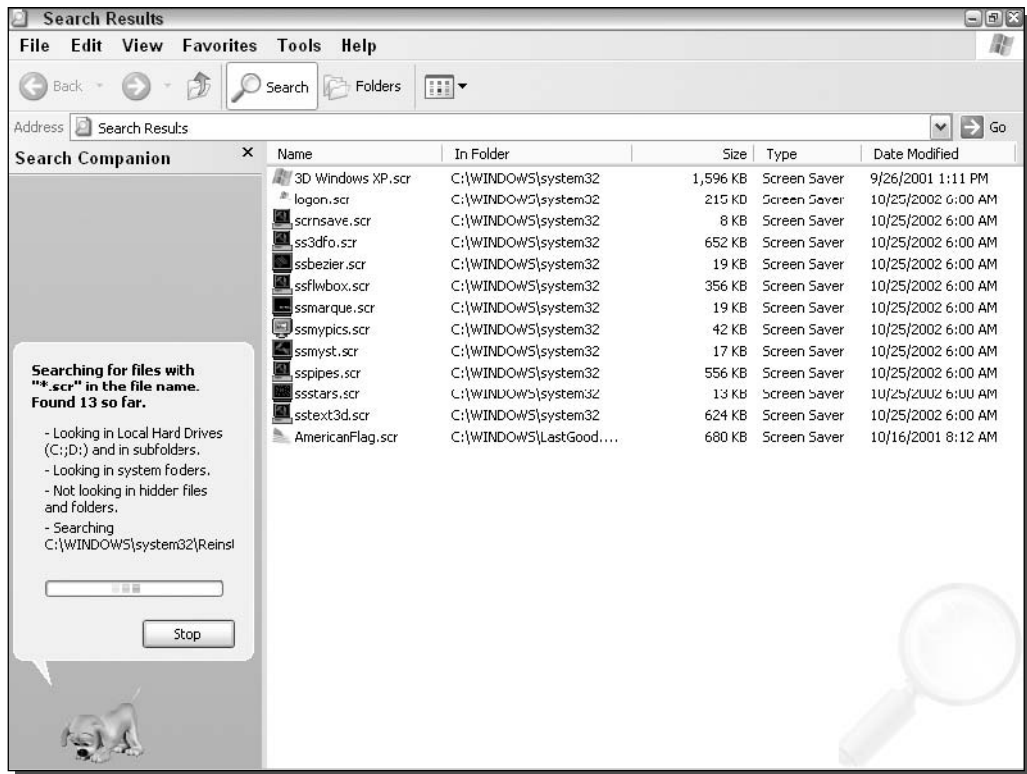 Search Results
File Edit View Favorites Tools Help
Back Search Folders
Address Search Results Go
Search Companion
Name In Folder Size Type Date Modified
3D Windows XP.scr C:\WINDOWS\system32 1,596 KB Screen Saver 9/26/2001 1:11 PM
logon.scr C:\WINDOWS\system32 215 KB Screen Saver 10/25/2002 6:00 AM
scrnsave.scr C:\WINDOWS\system32 8 KB Screen Saver 10/25/2002 6:00 AM
ss3dfo.scr C:\WINDOWS\system32 652 KB Screen Saver 10/25/2002 6:00 AM
ssbezier.scr C:\WINDOWS\system32 19 KB Screen Saver 10/25/2002 6:00 AM
ssflwbox.scr C:\WINDOWS\system32 356 KB Screen Saver 10/25/2002 6:00 AM
ssmarque.scr C:\WINDOWS\system32 19 KB Screen Saver 10/25/2002 6:00 AM
ssmypics.scr C:\WINDOWS\system32 42 KB Screen Saver 10/25/2002 6:00 AM
ssmyst.scr C:\WINDOWS\system32 17 KB Screen Saver 10/25/2002 6:00 AM
sspipes.scr C:\WINDOWS\system32 556 KB Screen Saver 10/25/2002 6:00 AM
ssstars.scr C:\WINDOWS\system32 13 KB Screen Saver 10/25/2002 6:00 AM
sstext3d.scr C:\WINDOWS\system32 624 KB Screen Saver 10/25/2002 6:00 AM
AmericanFlag.scr C:\WINDOWS\LastGood.... 680 KB Screen Saver 10/16/2001 8:12 AM
Searching for files with
"*.scr" in the file name.
Found 13 so far.
- Looking in Local Hard Drives
(C:;D:) and in subfolders.
- Looking in system foders.
- Not looking in hidder files
and folders.
- Searching
C:\WINDOWS\system32\Reinsl
Stop